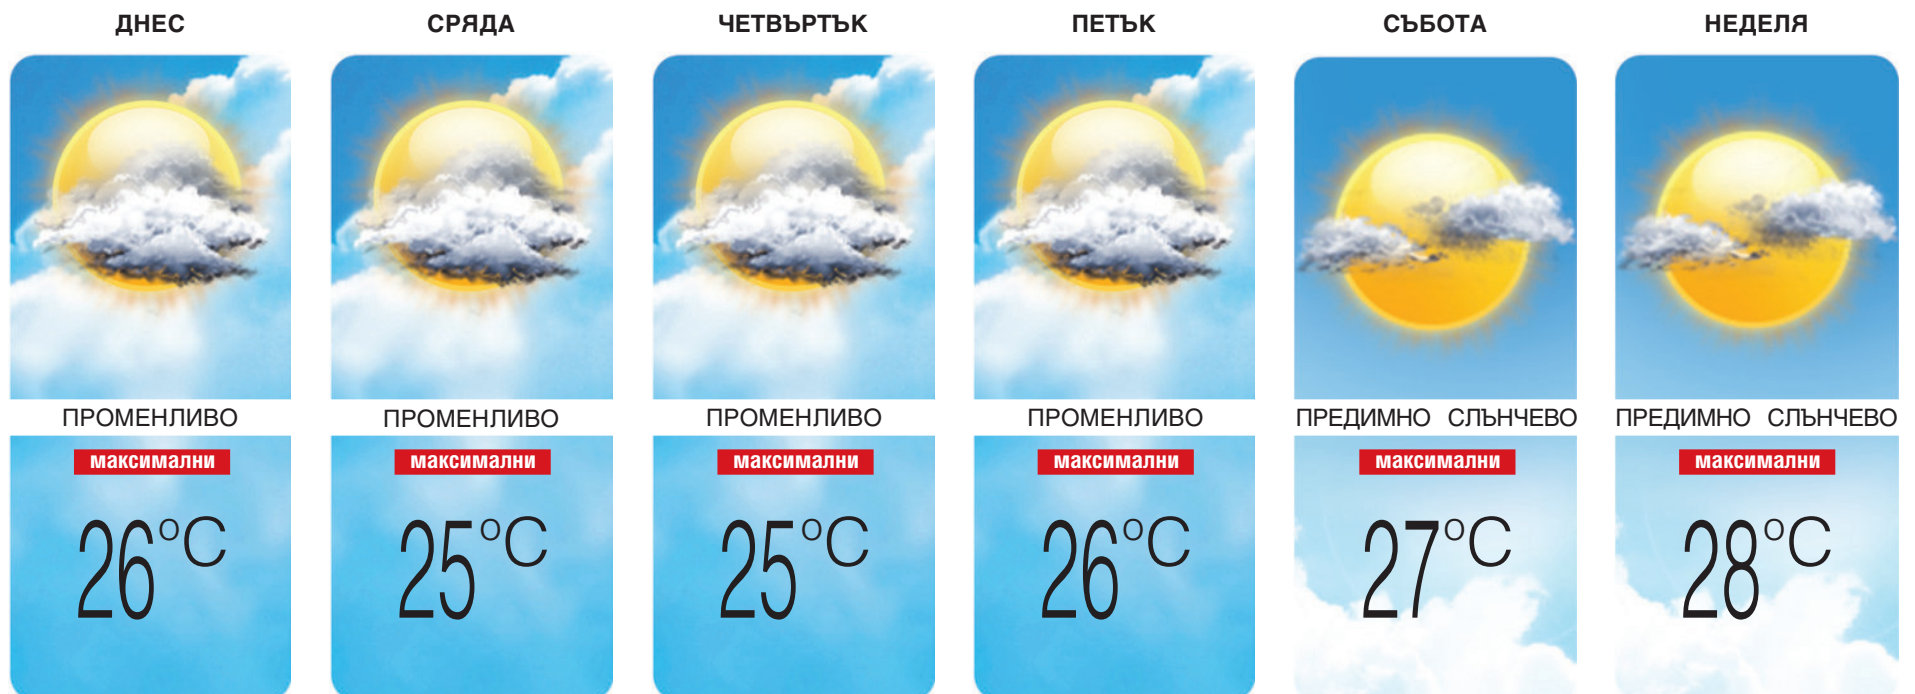 ДНЕС СРЯДА ЧЕТВЪРТЪК ПЕТЪК СЪБОТА НЕДЕЛЯ
ПРОМЕНЛИВО ПРОМЕНЛИВО ПРОМЕНЛИВО ПРОМЕНЛИВО ПРЕДИМНО СЛЪНЧЕВО ПРЕДИМНО СЛЪНЧЕВО
максимални максимални максимални максимални максимални максимални
26°C 25°C 25°C 26°C 27°C 28°C